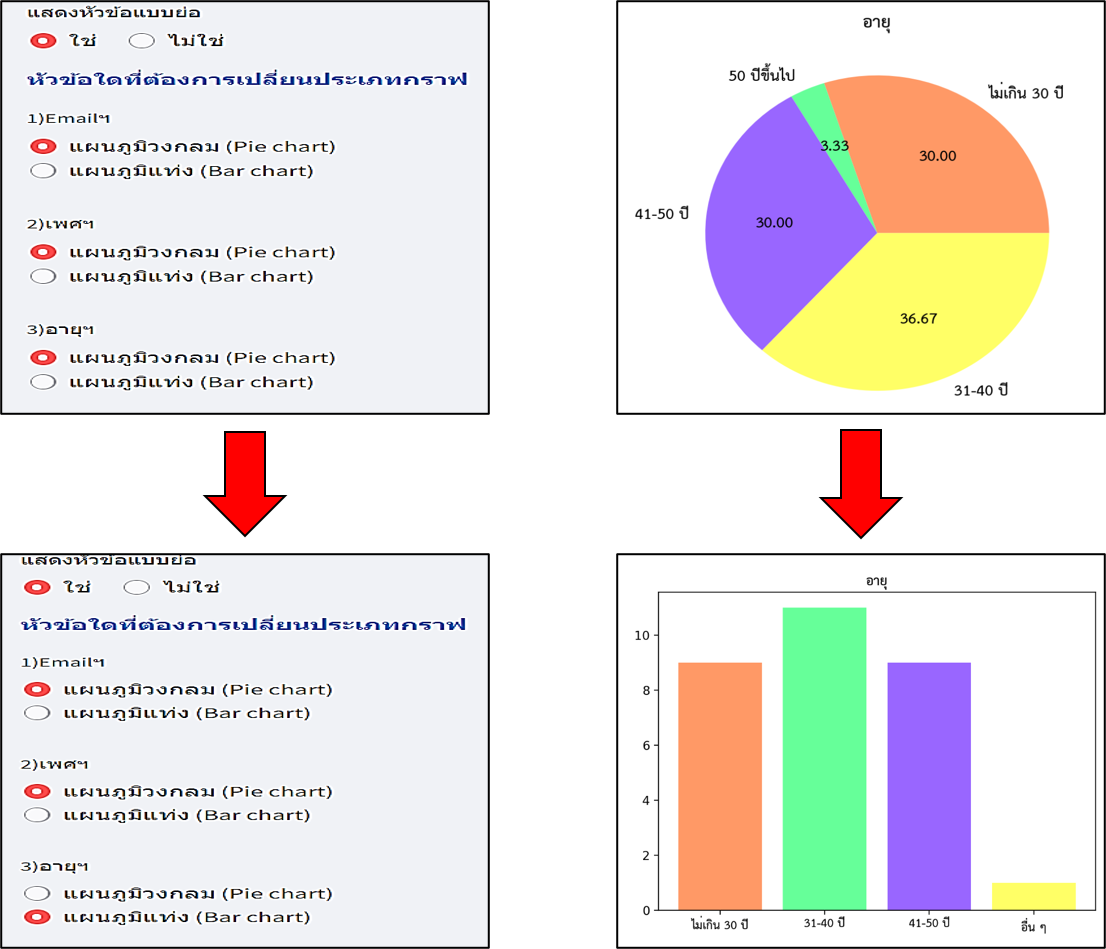 แสดงหัวข้อแบบย่อ
ใช่ ไม่ใช่
หัวข้อใดที่ต้องการเปลี่ยนประเภทกราฟ
1)Emailฯ
แผนภูมิวงกลม (Pie chart)
แผนภูมิแท่ง (Bar chart)
2)เพศฯ
แผนภูมิวงกลม (Pie chart)
แผนภูมิแท่ง (Bar chart)
3)อายุฯ
แผนภูมิวงกลม (Pie chart)
แผนภูมิแท่ง (Bar chart)
อายุ
50 ปีขึ้นไป
ไม่เกิน 30 ปี
3.33
30.00
41-50 ปี
30.00
36.67
31-40 ปี
แสดงหัวข้อแบบย่อ
ใช่ ไม่ใช่
หัวข้อใดที่ต้องการเปลี่ยนประเภทกราฟ
1)Emailฯ
แผนภูมิวงกลม (Pie chart)
แผนภูมิแท่ง (Bar chart)
2)เพศฯ
แผนภูมิวงกลม (Pie chart)
แผนภูมิแท่ง (Bar chart)
3)อายุฯ
แผนภูมิวงกลม (Pie chart)
แผนภูมิแท่ง (Bar chart)
อายุ
10
8
6
4
2
0
ไม่เกิน 30 ปี 31-40 ปี 41-50 ปี อื่น ๆ